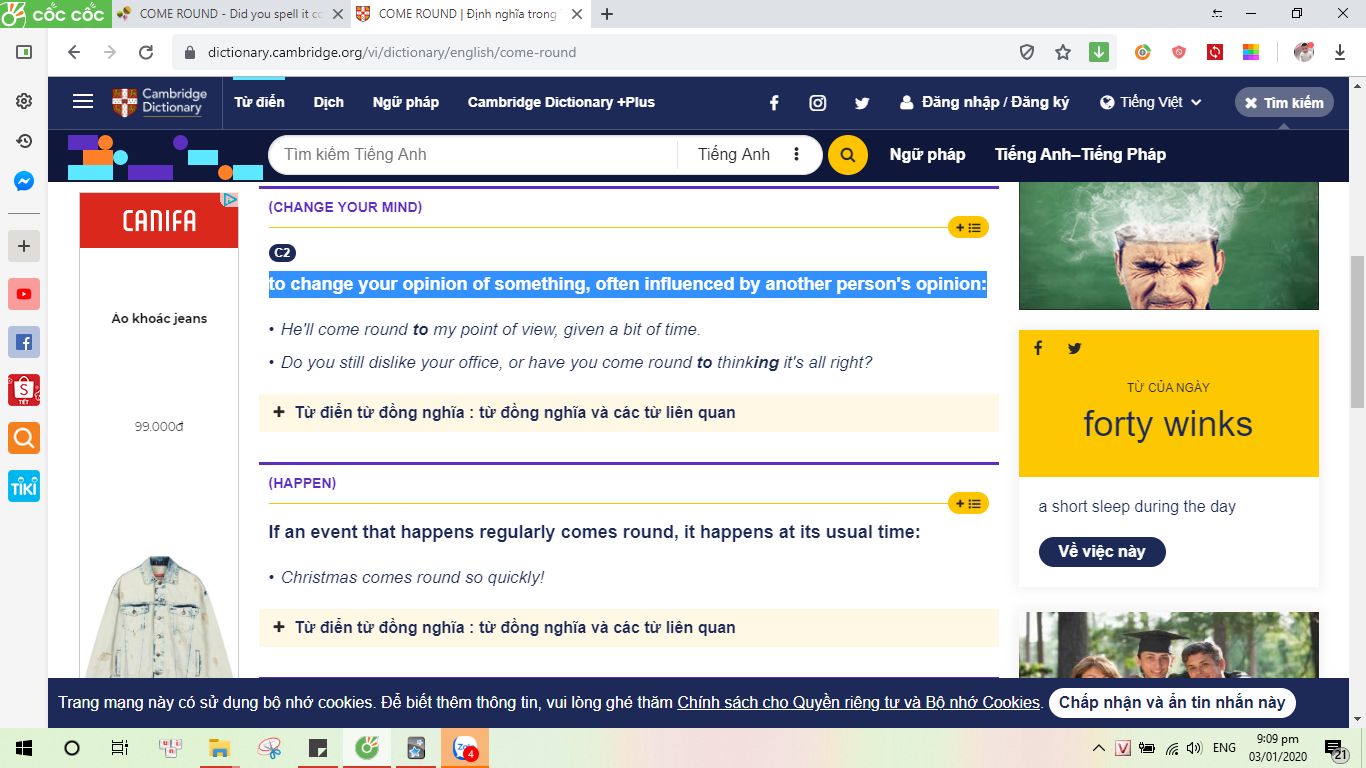 cốc cốc
COME ROUND - Did you spell it co
COME ROUND | Định nghĩa trong
dictionary.cambridge.org/vi/dictionary/english/come-round
Cambridge
Dictionary
Từ điển
Dịch
Ngữ pháp
Cambridge Dictionary +Plus
Đăng nhập / Đăng ký
Tiếng Việt
Tìm kiếm
Tìm kiếm Tiếng Anh
Tiếng Anh
Ngữ pháp
Tiếng Anh–Tiếng Pháp
CANIFA
Áo khoác jeans
99.000đ
(CHANGE YOUR MIND)
C2
to change your opinion of something, often influenced by another person's opinion:
• He'll come round to my point of view, given a bit of time.
• Do you still dislike your office, or have you come round to thinking it's all right?
+ Từ điển từ đồng nghĩa : từ đồng nghĩa và các từ liên quan
(HAPPEN)
If an event that happens regularly comes round, it happens at its usual time:
• Christmas comes round so quickly!
+ Từ điển từ đồng nghĩa : từ đồng nghĩa và các từ liên quan
TỪ CỦA NGÀY
forty winks
a short sleep during the day
Về việc này
TẾT
TIKI
Trang mạng này có sử dụng bộ nhớ cookies. Để biết thêm thông tin, vui lòng ghé thăm Chính sách cho Quyền riêng tư và Bộ nhớ Cookies.
Chấp nhận và ẩn tin nhắn này
4
V
ENG
9:09 pm
03/01/2020
21